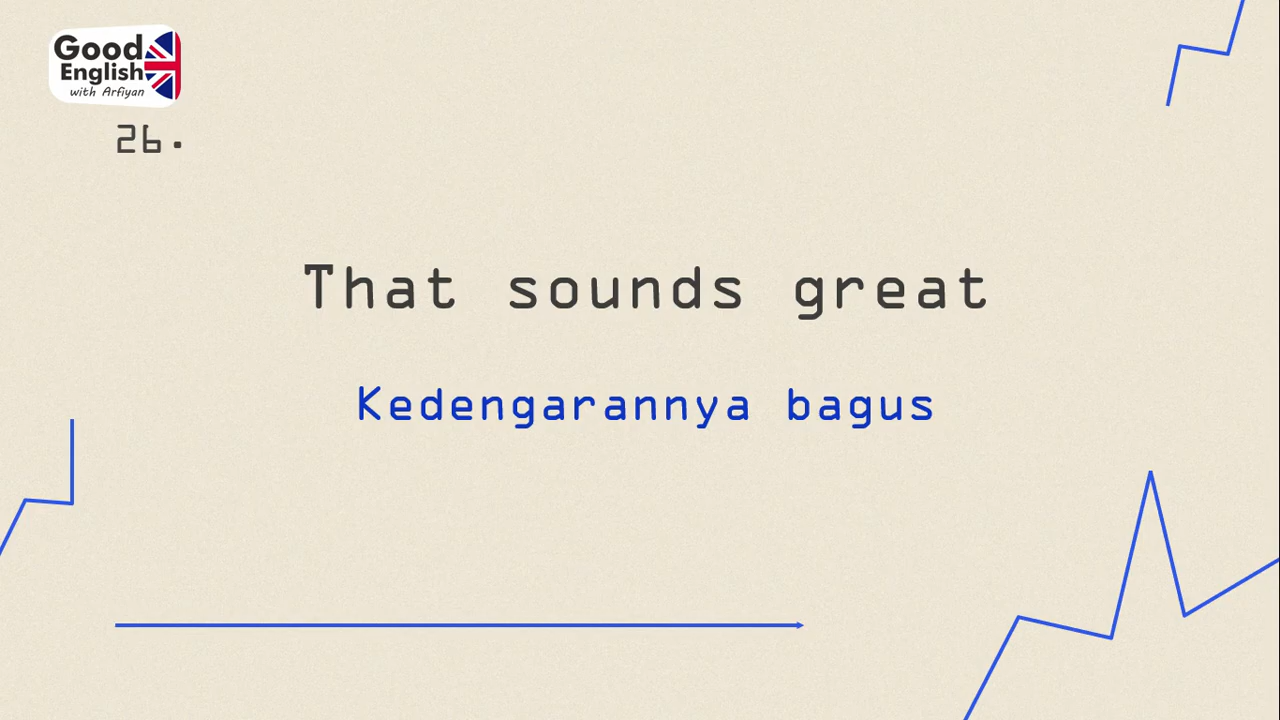 Good
English
with Arfiyan
26.
That sounds great
Kedengarannya bagus